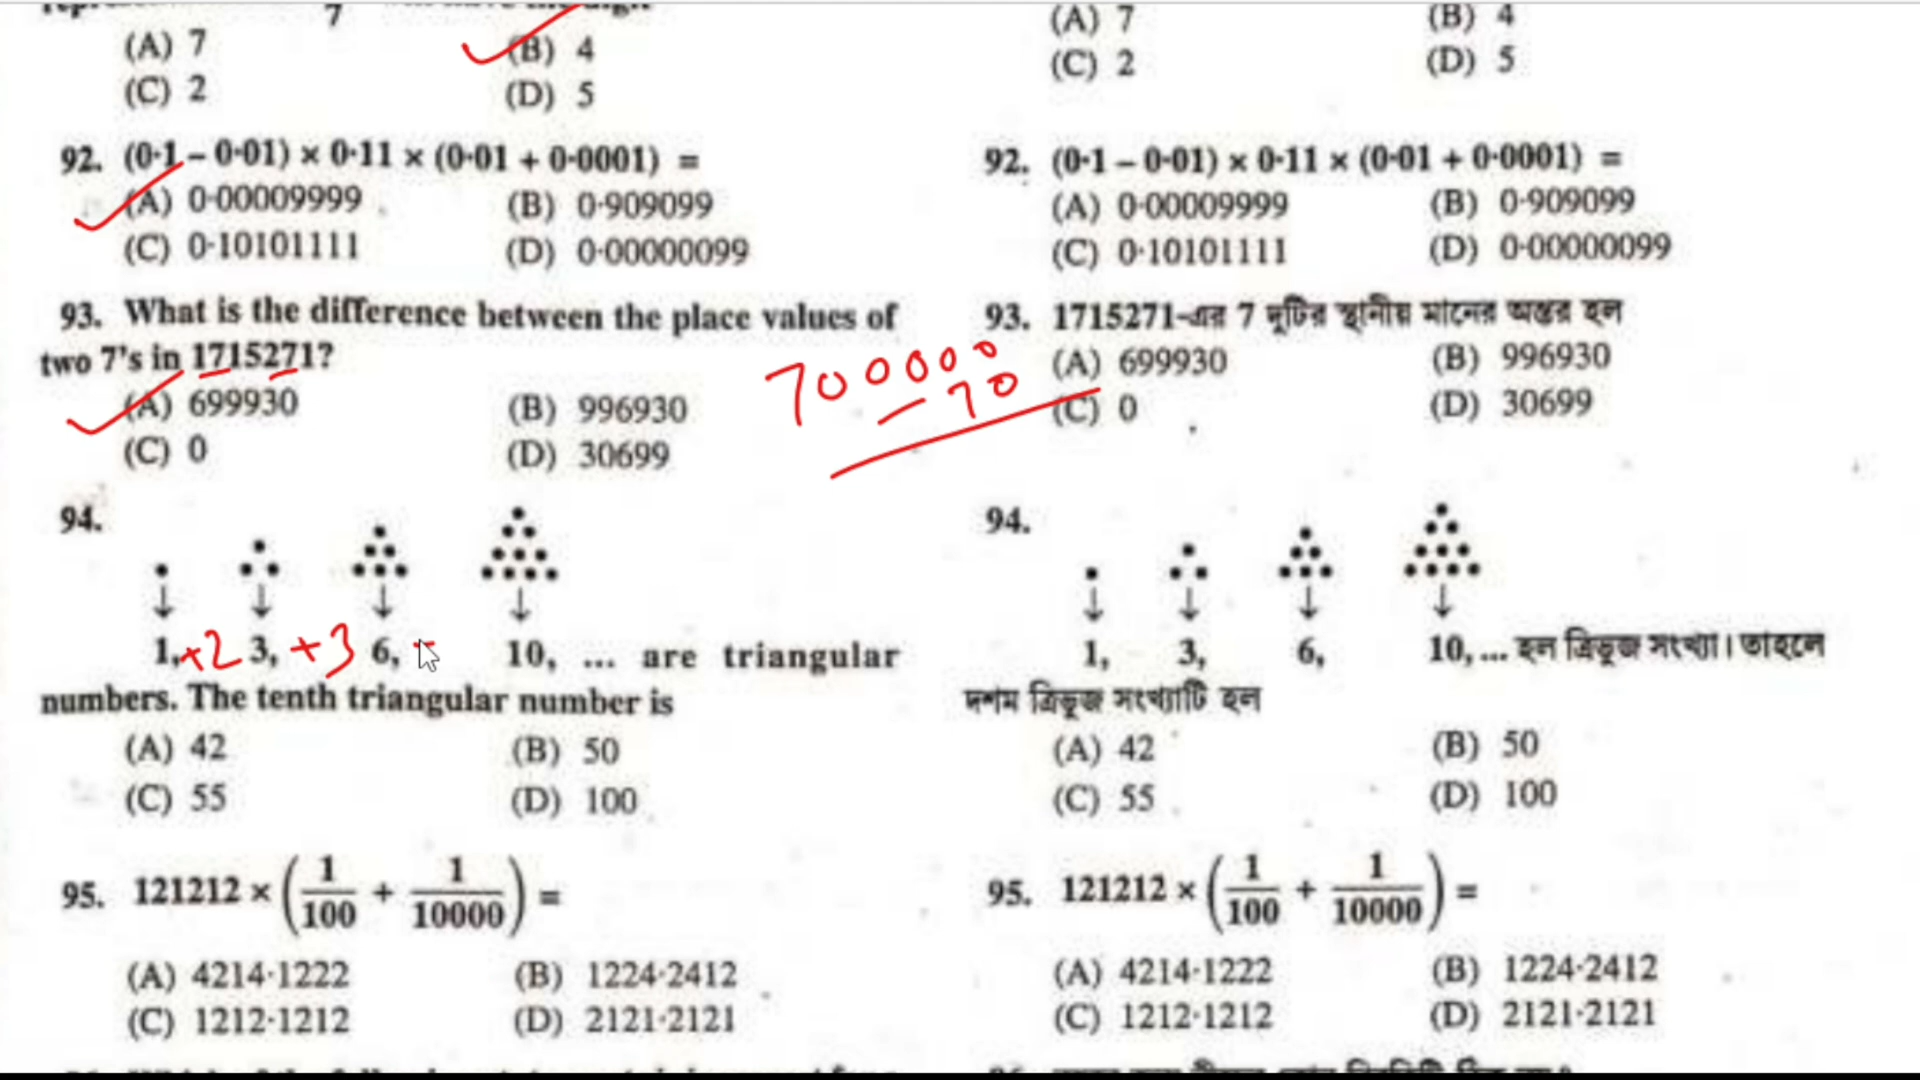 7
(A) 7 (B) 4
(C) 2 (D) 5
92. (0·1 – 0·01) × 0·11 × (0·01 + 0·0001) =
(A) 0·00009999 (B) 0·909099
(C) 0·10101111 (D) 0·00000099
93. What is the difference between the place values of
two 7's in 1715271?
(A) 699930 (B) 996930
(C) 0 (D) 30699
700000
– 70
94.
1, +2 3, +3 6, 10, ... are triangular
numbers. The tenth triangular number is
(A) 42 (B) 50
(C) 55 (D) 100
95. 121212 × (1/100 + 1/10000) =
(A) 4214·1222 (B) 1224·2412
(C) 1212·1212 (D) 2121·2121
(A) 7 (B) 4
(C) 2 (D) 5
92. (0·1 – 0·01) × 0·11 × (0·01 + 0·0001) =
(A) 0·00009999 (B) 0·909099
(C) 0·10101111 (D) 0·00000099
93. 1715271-এর 7 দুটির স্থানীয় মানের অন্তর হল
(A) 699930 (B) 996930
(C) 0 (D) 30699
94.
1, 3, 6, 10, ... হল ত্রিভূজ সংখ্যা। তাহলে
দশম ত্রিভূজ সংখ্যাটি হল
(A) 42 (B) 50
(C) 55 (D) 100
95. 121212 × (1/100 + 1/10000) =
(A) 4214·1222 (B) 1224·2412
(C) 1212·1212 (D) 2121·2121